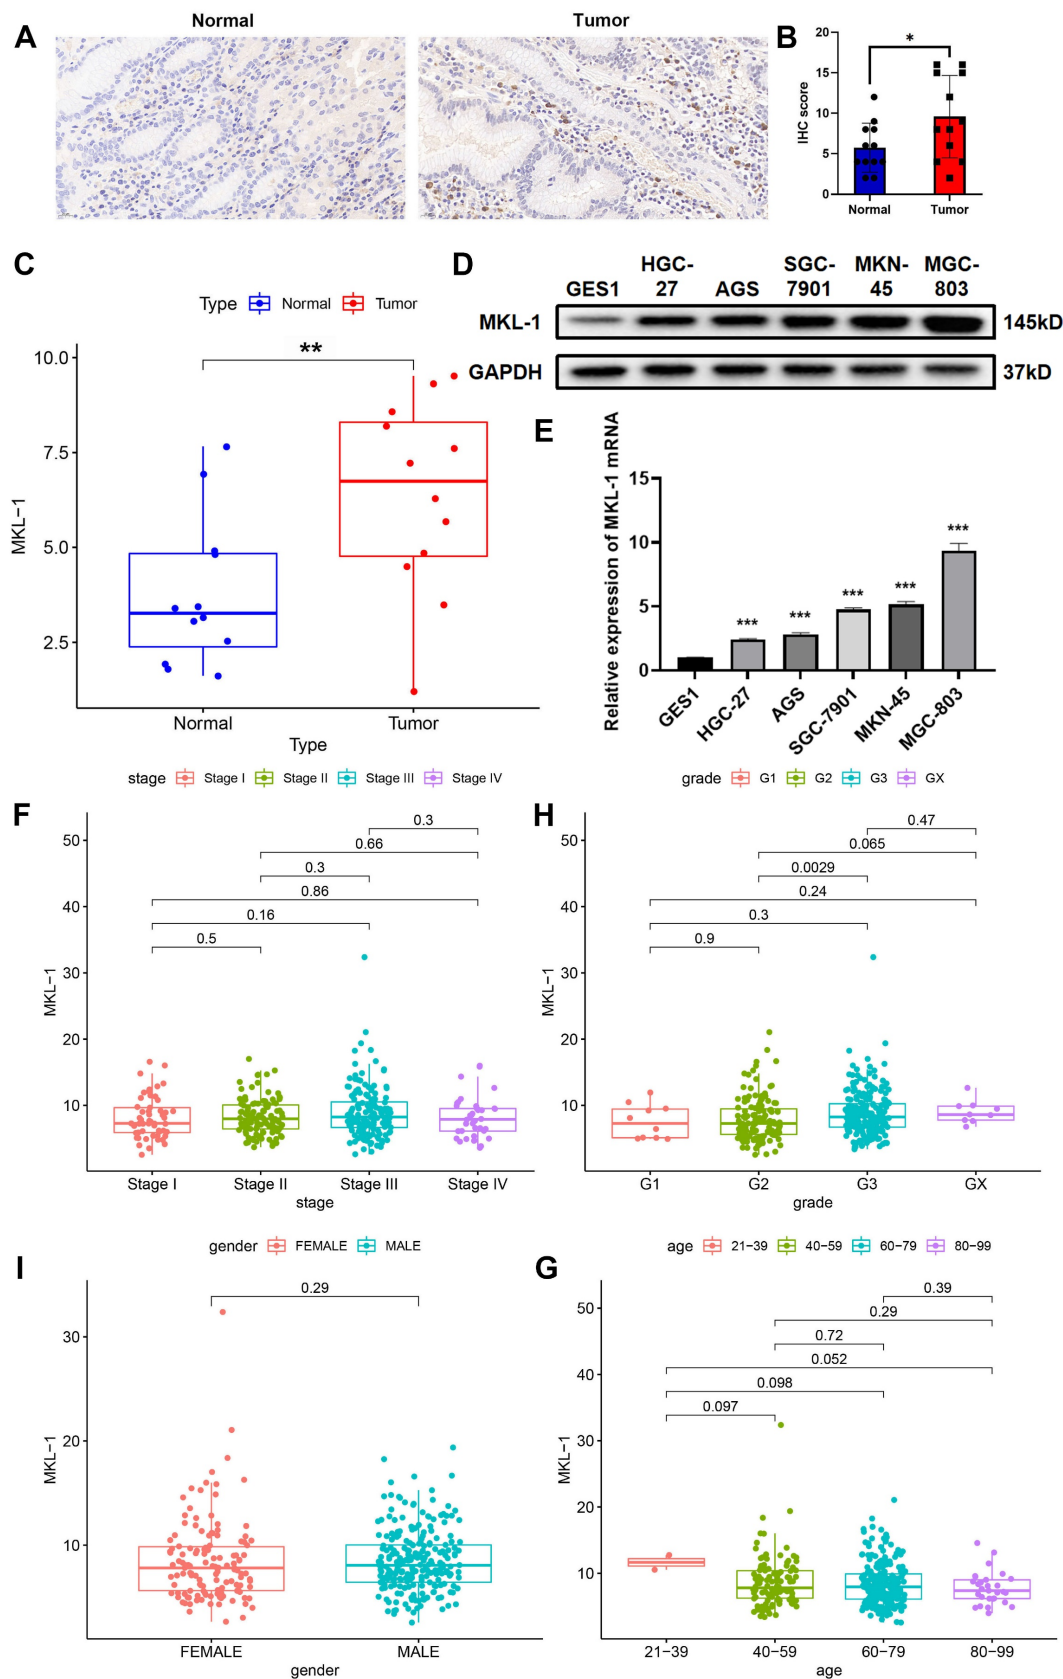 A
Normal
Tumor
B
IHC score
20
15
10
5
0
*
Normal
Tumor
C
Type Normal Tumor
MKL−1
10.0
7.5
5.0
2.5
**
Normal
Tumor
Type
D
GES1 HGC-27 AGS SGC-7901 MKN-45 MGC-803
MKL-1 145kD
GAPDH 37kD
E
Relative expression of MKL-1 mRNA
15
10
5
0
***
***
***
***
***
GES1
HGC-27
AGS
SGC-7901
MKN-45
MGC-803
F
stage Stage I Stage II Stage III Stage IV
MKL−1
50
40
30
20
10
0.3
0.66
0.3
0.86
0.16
0.5
Stage I Stage II Stage III Stage IV
stage
H
grade G1 G2 G3 GX
MKL−1
50
40
30
20
10
0.47
0.065
0.0029
0.24
0.3
0.9
G1 G2 G3 GX
grade
I
gender FEMALE MALE
MKL−1
30
20
10
0.29
FEMALE MALE
gender
G
age 21−39 40−59 60−79 80−99
MKL−1
50
40
30
20
10
0.39
0.29
0.72
0.052
0.098
0.097
21−39 40−59 60−79 80−99
age